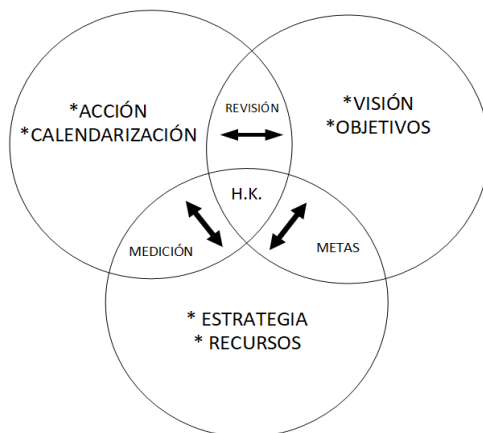 *ACCIÓN
*CALENDARIZACIÓN
REVISIÓN
*VISIÓN
*OBJETIVOS
H.K.
MEDICIÓN
METAS
* ESTRATEGIA
* RECURSOS